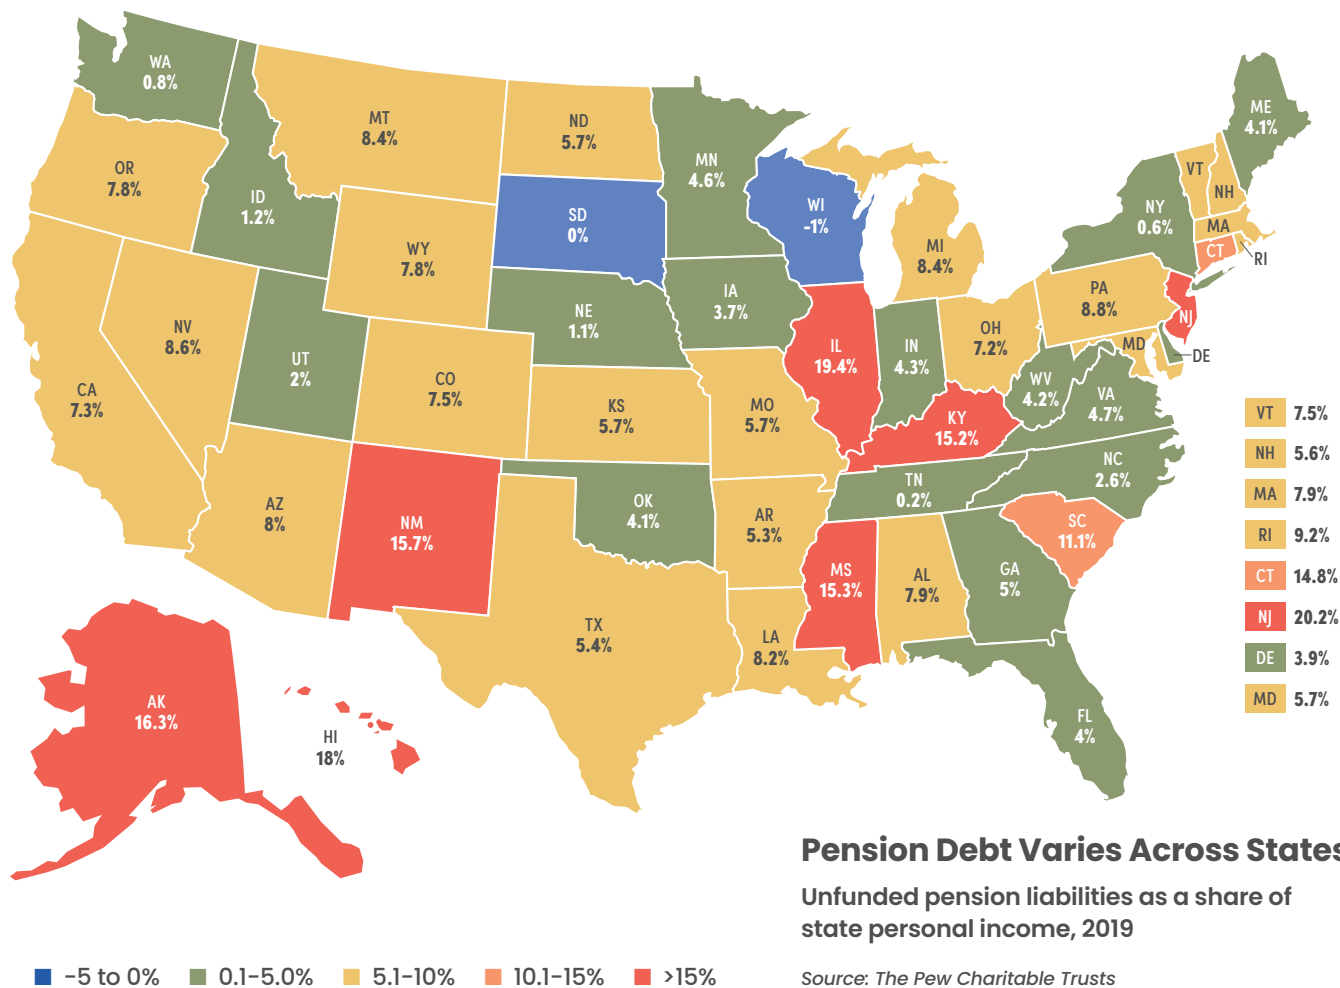 WA
0.8%
MT
8.4%
ND
5.7%
MN
4.6%
ME
4.1%
OR
7.8%
ID
1.2%
SD
0%
WI
-1%
VT
NH
NY
0.6%
MA
CT
RI
WY
7.8%
MI
8.4%
NE
1.1%
IA
3.7%
PA
8.8%
NJ
NV
8.6%
UT
2%
IL
19.4%
IN
4.3%
OH
7.2%
MD
DE
CA
7.3%
CO
7.5%
KS
5.7%
MO
5.7%
WV
4.2%
VA
4.7%
KY
15.2%
NC
2.6%
AZ
8%
NM
15.7%
OK
4.1%
AR
5.3%
TN
0.2%
SC
11.1%
MS
15.3%
AL
7.9%
GA
5%
TX
5.4%
LA
8.2%
FL
4%
AK
16.3%
HI
18%
VT 7.5%
NH 5.6%
MA 7.9%
RI 9.2%
CT 14.8%
NJ 20.2%
DE 3.9%
MD 5.7%
Pension Debt Varies Across States
Unfunded pension liabilities as a share of
state personal income, 2019
-5 to 0% 0.1-5.0% 5.1-10% 10.1-15% >15%
Source: The Pew Charitable Trusts